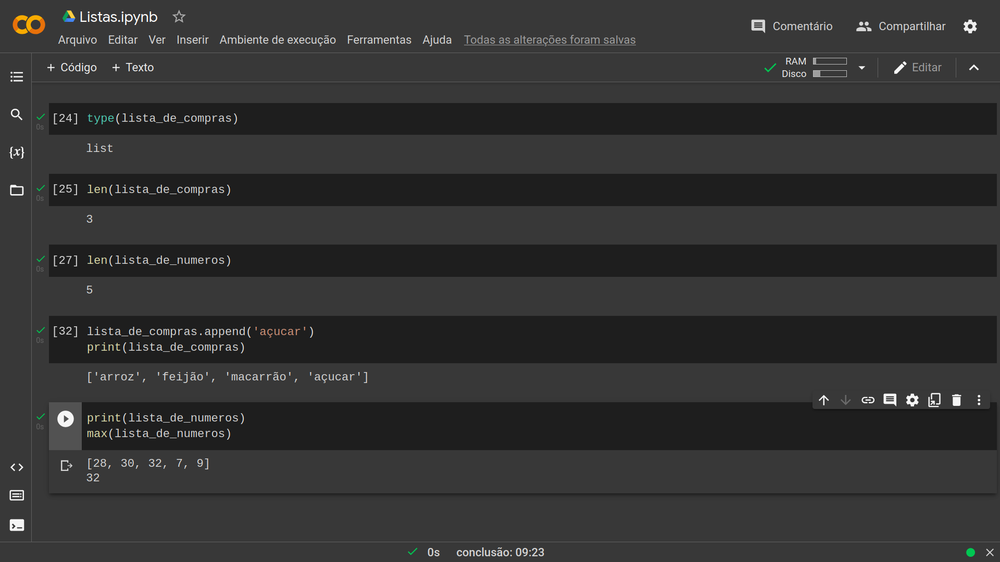 Listas.ipynb
Comentário
Compartilhar
Arquivo Editar Ver Inserir Ambiente de execução Ferramentas Ajuda Todas as alterações foram salvas
+ Código + Texto
RAM
Disco
Editar
{x}
[24] type(lista_de_compras)
0s
list
[25] len(lista_de_compras)
0s
3
[27] len(lista_de_numeros)
0s
5
[32] lista_de_compras.append('açucar')
0s
print(lista_de_compras)
['arroz', 'feijão', 'macarrão', 'açucar']
print(lista_de_numeros)
0s
max(lista_de_numeros)
[28, 30, 32, 7, 9]
32
0s conclusão: 09:23